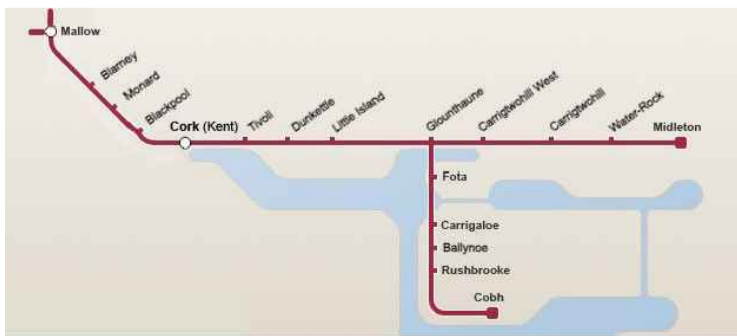 Mallow
Blarney
Monard
Blackpool
Cork (Kent)
Tivoli
Dunkettle
Little Island
Glounthaune
Carrigtwohill West
Carrigtwohill
Water-Rock
Midleton
Fota
Carrigaloe
Ballynoe
Rushbrooke
Cobh